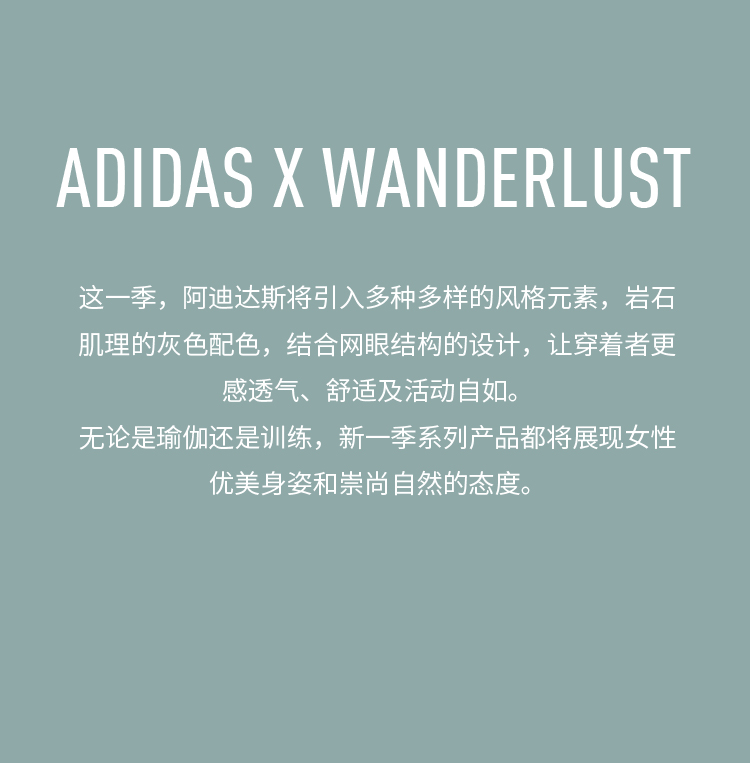 ADIDAS X WANDERLUST
这一季，阿迪达斯将引入多种多样的风格元素，岩石
肌理的灰色配色，结合网眼结构的设计，让穿着者更
感透气、舒适及活动自如。
无论是瑜伽还是训练，新一季系列产品都将展现女性
优美身姿和崇尚自然的态度。